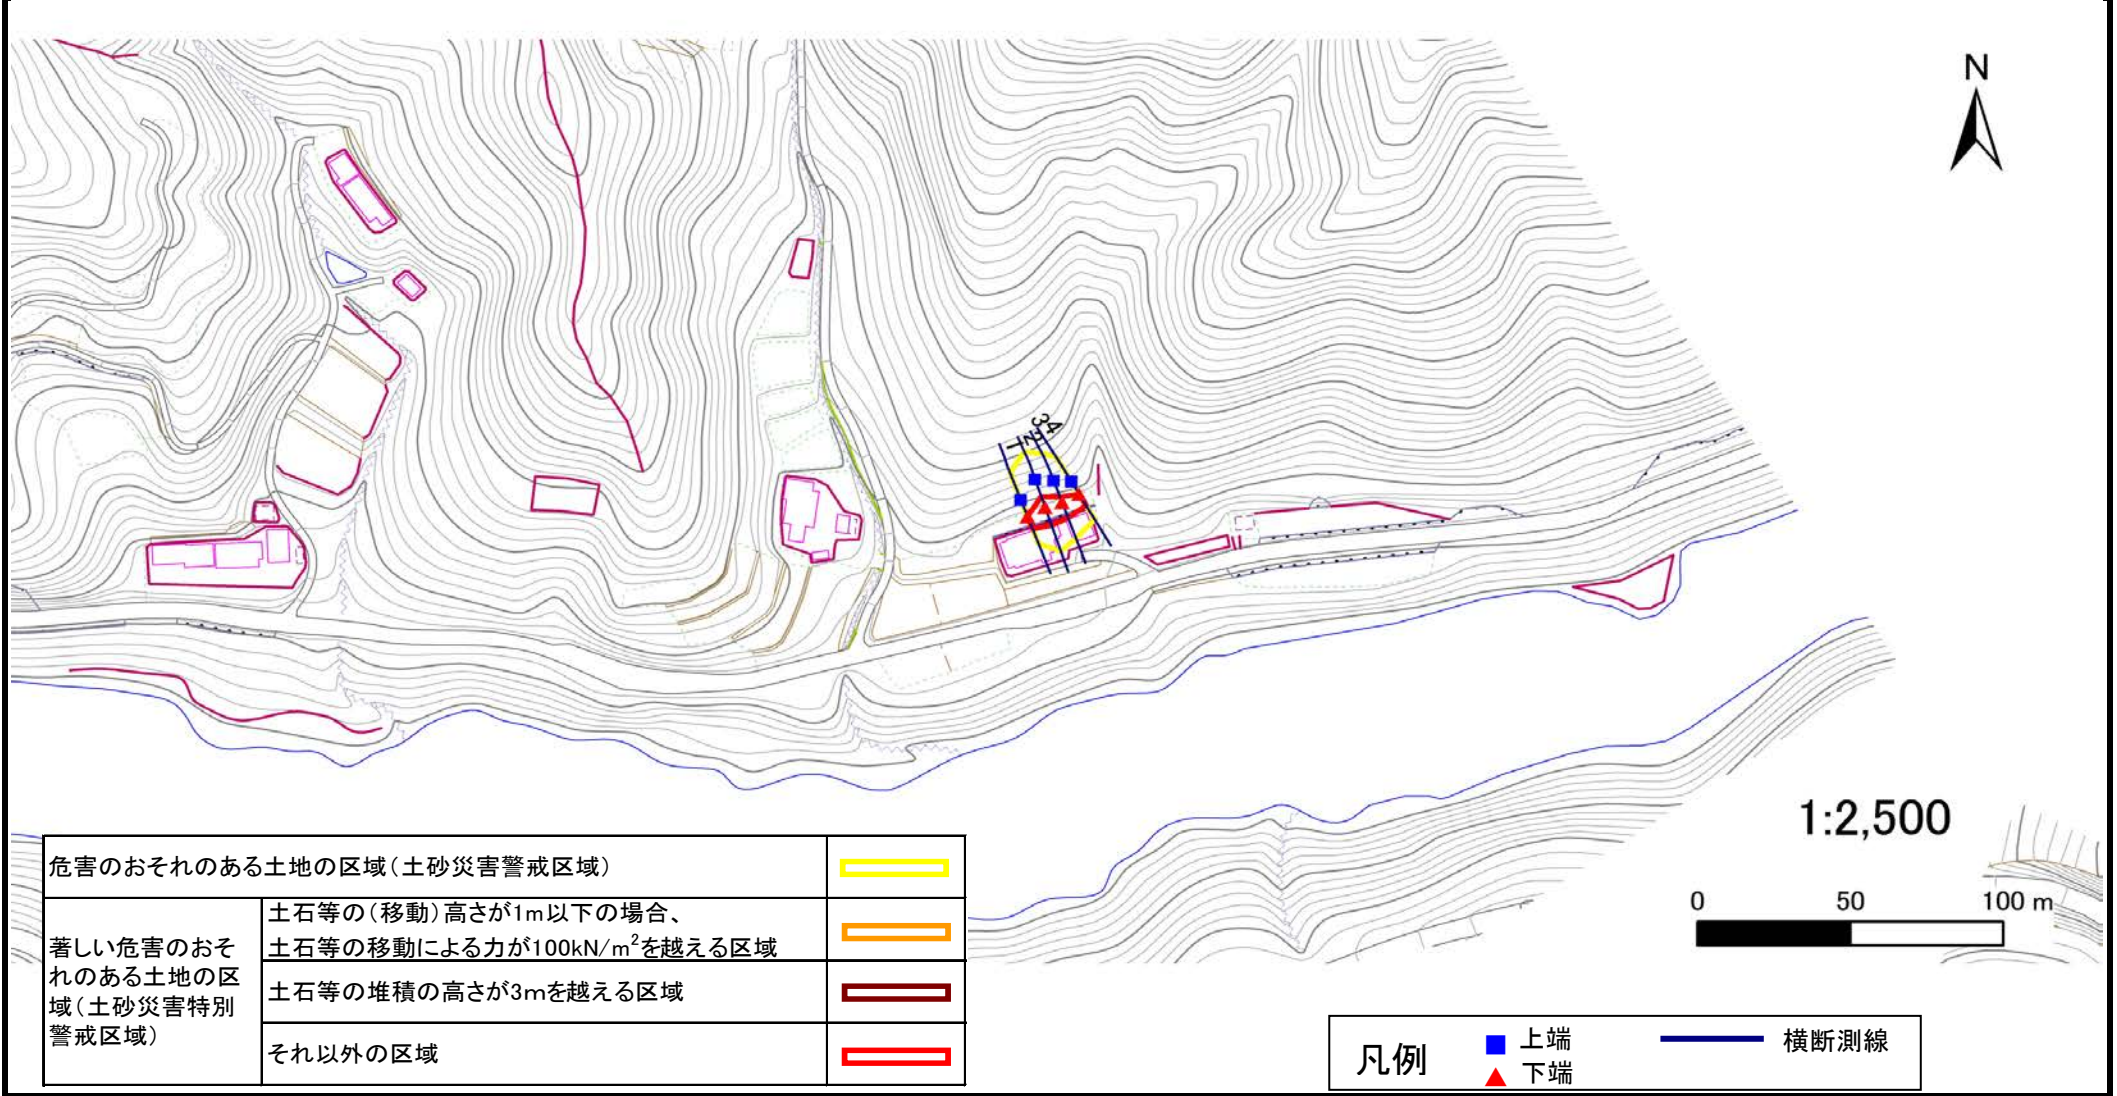 N
1
2
3
4
1:2,500
0 50 100 m
危害のおそれのある土地の区域(土砂災害警戒区域)
著しい危害のおそ
れのある土地の区
域(土砂災害特別
警戒区域)
土石等の(移動)高さが1m以下の場合、
土石等の移動による力が100kN/m²を越える区域
土石等の堆積の高さが3mを越える区域
それ以外の区域
凡例
上端
下端
横断測線